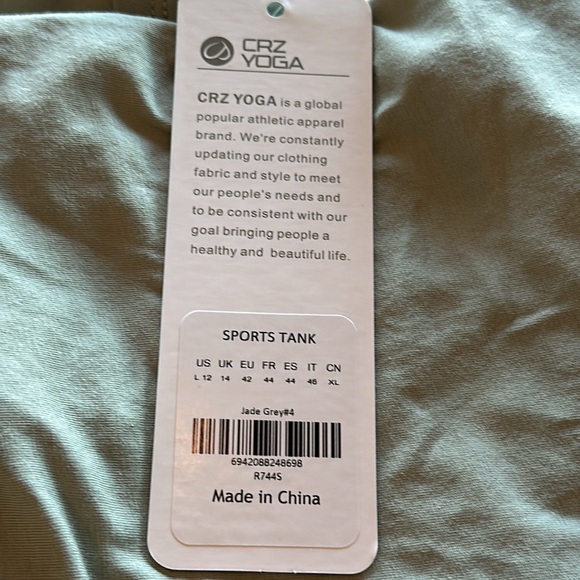 CRZ
YOGA
CRZ YOGA is a global
popular athletic apparel
brand. We're constantly
updating our clothing
fabric and style to meet
our people's needs and
to be consistent with our
goal bringing people a
healthy and beautiful life.
SPORTS TANK
US UK EU FR ES IT CN
L 12 14 42 44 44 46 XL
Jade Grey#4
6942088248698
R744S
Made in China